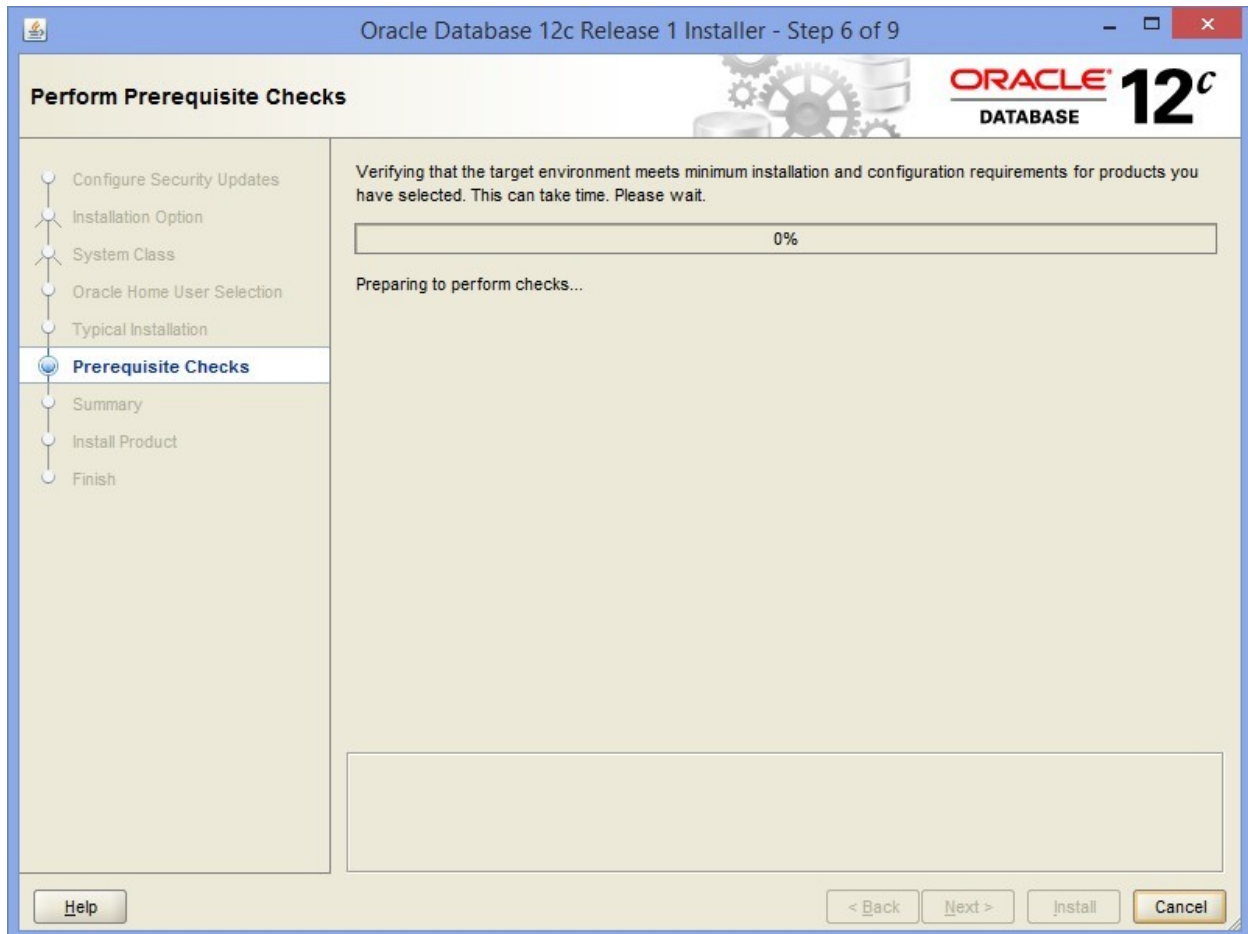 Oracle Database 12c Release 1 Installer - Step 6 of 9
Perform Prerequisite Checks
ORACLE
DATABASE
12c
Configure Security Updates
Installation Option
System Class
Oracle Home User Selection
Typical Installation
Prerequisite Checks
Summary
Install Product
Finish
Verifying that the target environment meets minimum installation and configuration requirements for products you
have selected. This can take time. Please wait.
0%
Preparing to perform checks...
Help
< Back
Next >
Install
Cancel